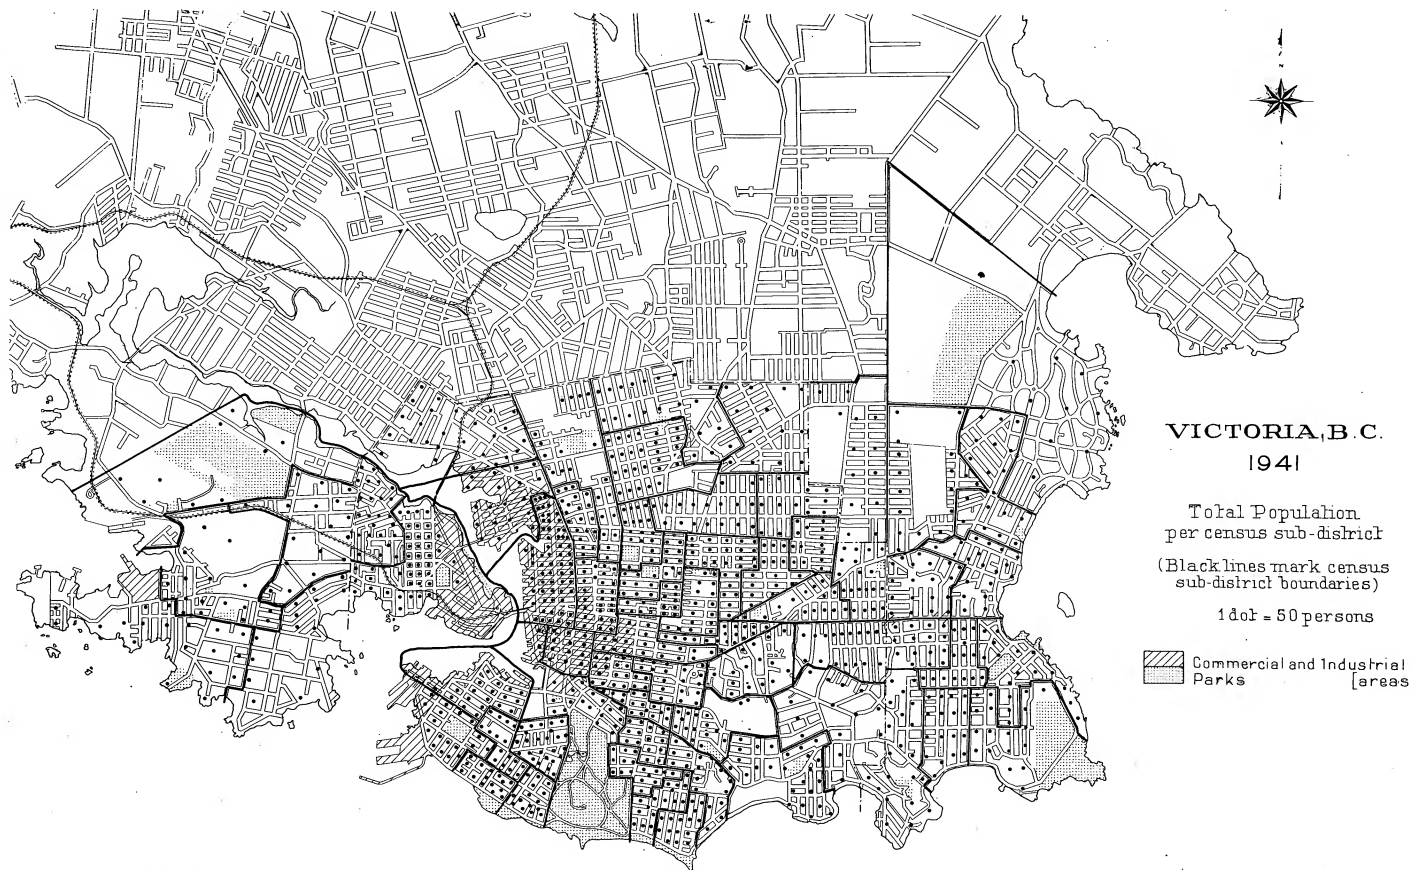 VICTORIA, B.C.
1941
Total Population
per census sub-district
(Black lines mark census
sub-district boundaries)
1 dot = 50 persons
Commercial and Industrial
Parks [areas